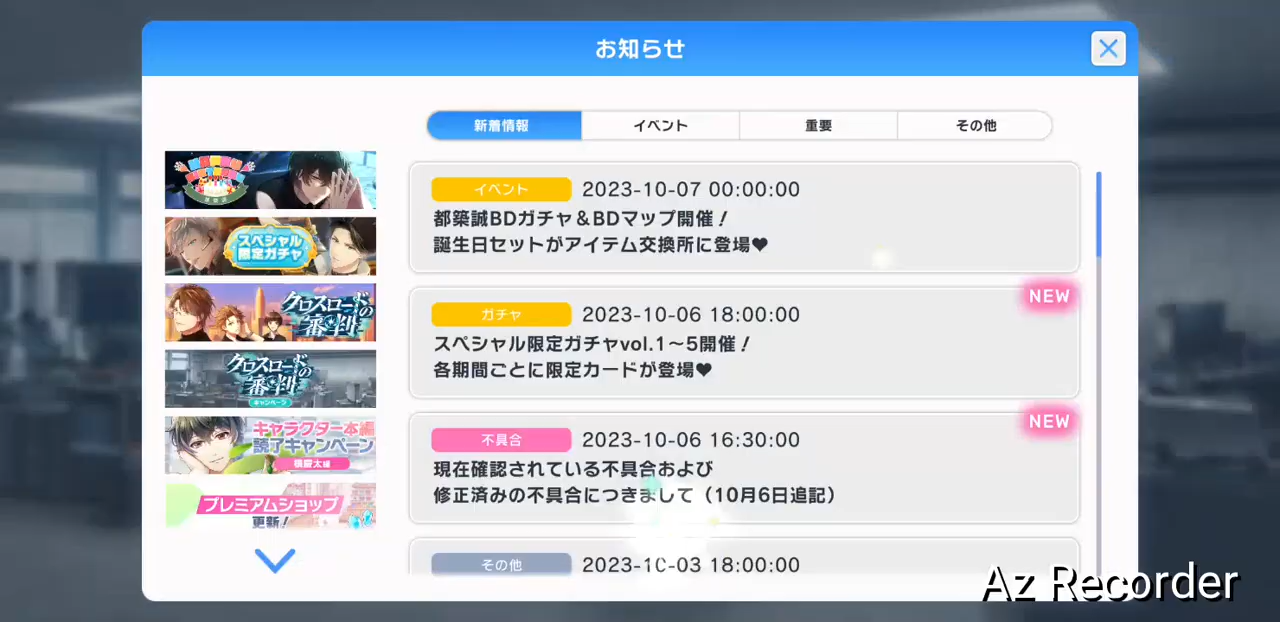 お知らせ
新着情報
イベント
重要
その他
スペシャル
限定ガチャ
クロスロードの
審判
クロスロードの
審判
キャンペーン
キャラクター本編
読了キャンペーン
プレミアムショップ
更新!
イベント 2023-10-07 00:00:00
都築誠BDガチャ&BDマップ開催!
誕生日セットがアイテム交換所に登場♥
NEW
ガチャ 2023-10-06 18:00:00
スペシャル限定ガチャvol.1〜5開催!
各期間ごとに限定カードが登場♥
NEW
不具合 2023-10-06 16:30:00
現在確認されている不具合および
修正済みの不具合につきまして(10月6日追記)
その他 2023-10-03 18:00:00
Az Recorder